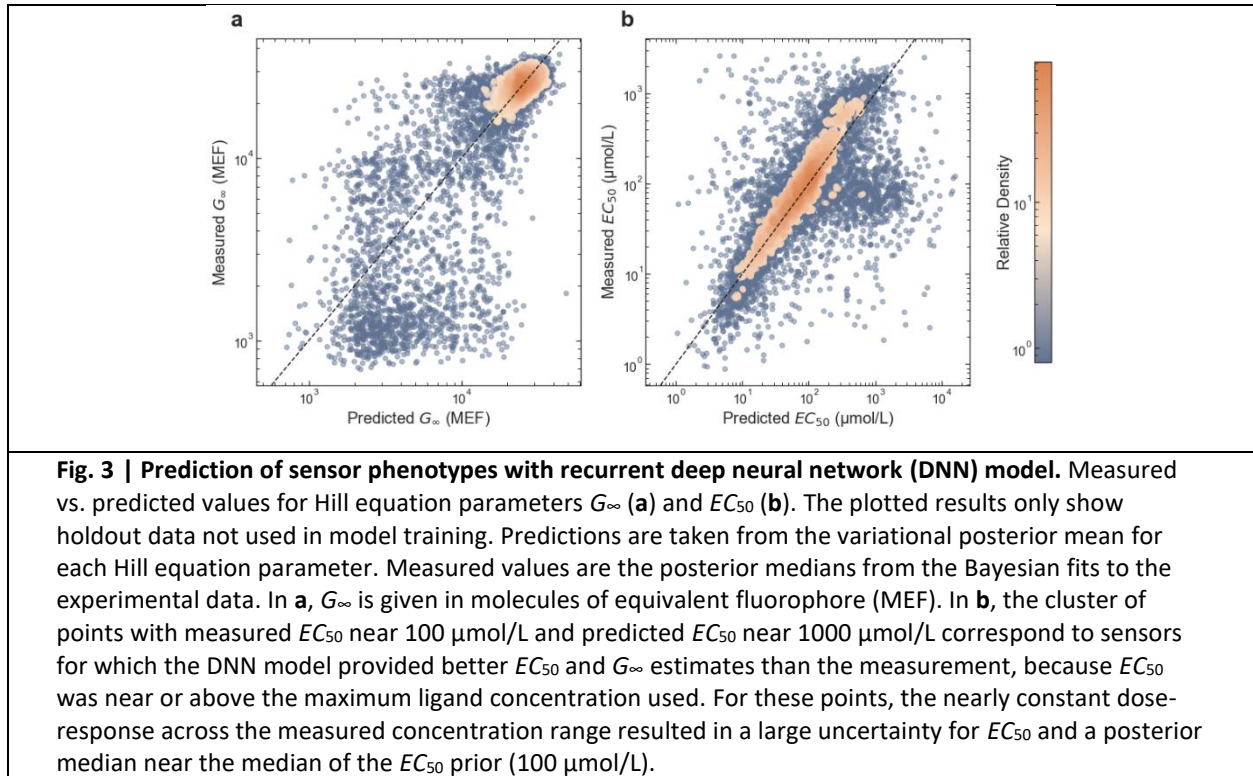 a
b
10⁴
10³
Measured G∞ (MEF)
10³
10⁴
Predicted G∞ (MEF)
10³
10²
10¹
10⁰
Measured EC₅₀ (μmol/L)
10⁰
10¹
10²
10³
10⁴
Predicted EC₅₀ (μmol/L)
10¹
10⁰
Relative Density
Fig. 3 | Prediction of sensor phenotypes with recurrent deep neural network (DNN) model. Measured
vs. predicted values for Hill equation parameters G∞ (a) and EC₅₀ (b). The plotted results only show
holdout data not used in model training. Predictions are taken from the variational posterior mean for
each Hill equation parameter. Measured values are the posterior medians from the Bayesian fits to the
experimental data. In a, G∞ is given in molecules of equivalent fluorophore (MEF). In b, the cluster of
points with measured EC₅₀ near 100 μmol/L and predicted EC₅₀ near 1000 μmol/L correspond to sensors
for which the DNN model provided better EC₅₀ and G∞ estimates than the measurement, because EC₅₀
was near or above the maximum ligand concentration used. For these points, the nearly constant dose-
response across the measured concentration range resulted in a large uncertainty for EC₅₀ and a posterior
median near the median of the EC₅₀ prior (100 μmol/L).